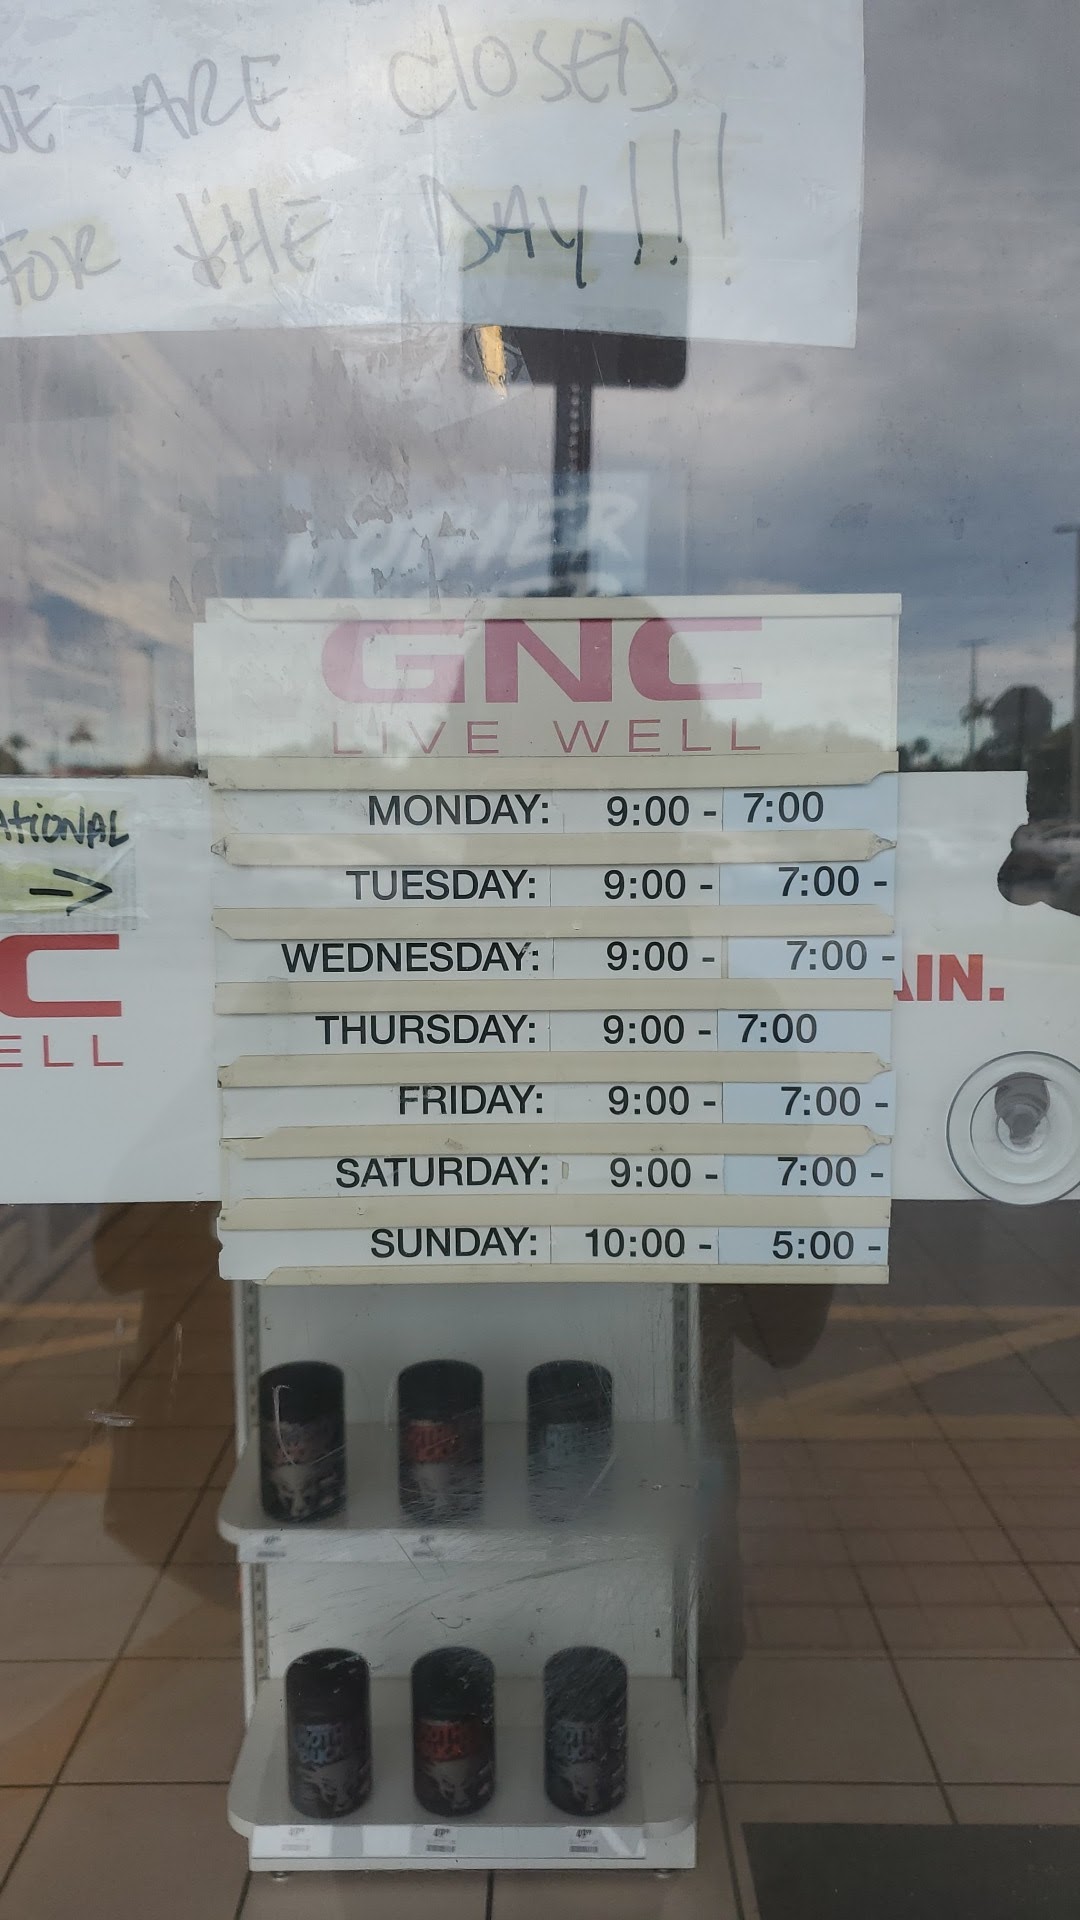 WE ARE CLOSED
FOR THE DAY!!!
MOTHER
GNC
LIVE WELL
MONDAY: 9:00 - 7:00
TUESDAY: 9:00 - 7:00 -
WEDNESDAY: 9:00 - 7:00 -
THURSDAY: 9:00 - 7:00
FRIDAY: 9:00 - 7:00 -
SATURDAY: 9:00 - 7:00 -
SUNDAY: 10:00 - 5:00 -
ATIONAL
->
C
ELL
AIN.